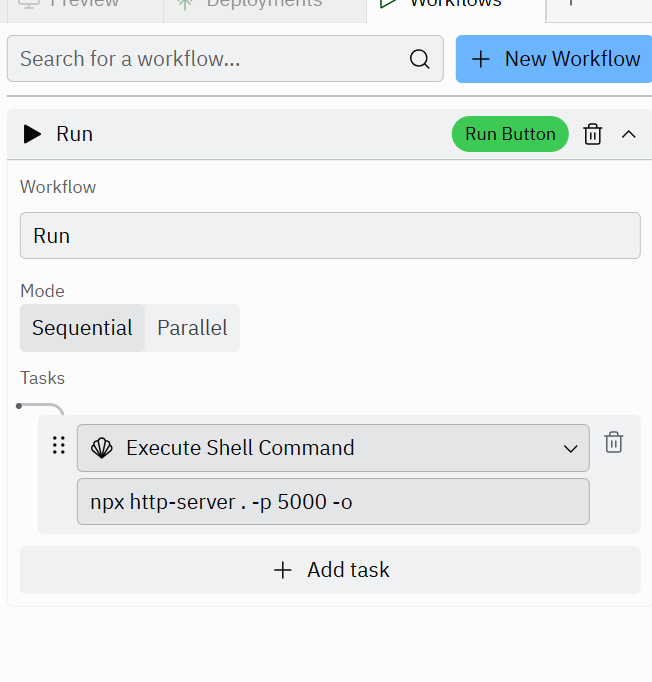 Preview Deployments Workflows
Search for a workflow... New Workflow
Run Run Button
Workflow
Run
Mode
Sequential Parallel
Tasks
Execute Shell Command
npx http-server . -p 5000 -o
Add task